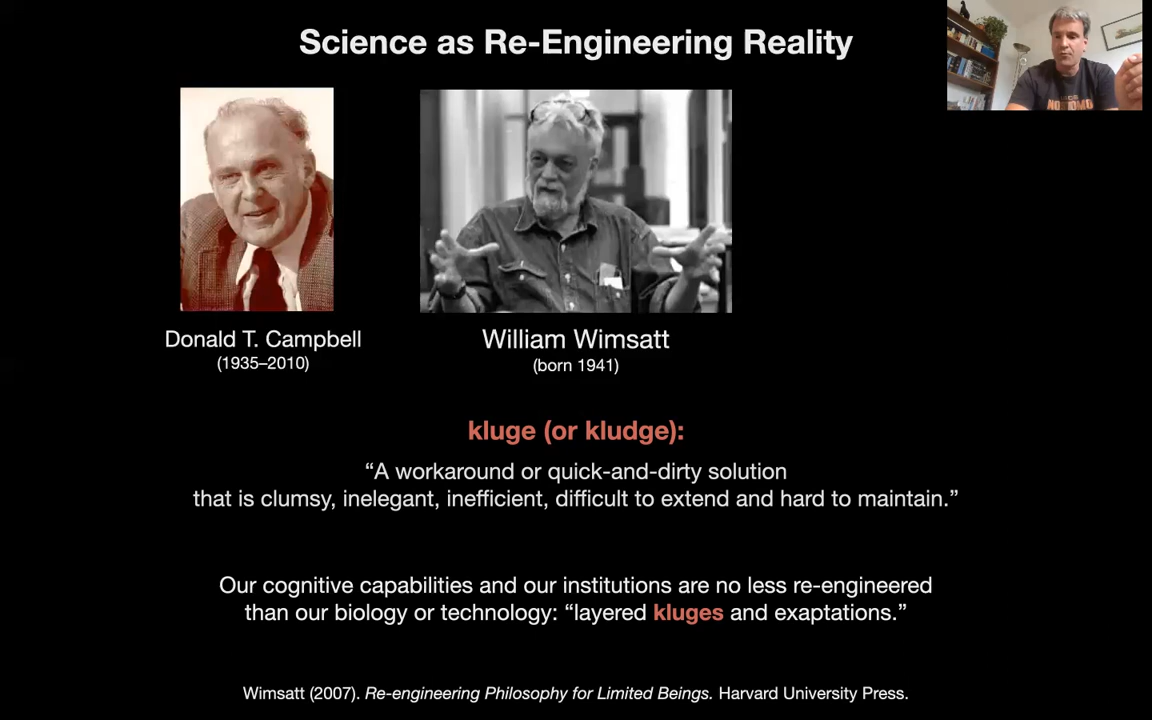 Science as Re-Engineering Reality
Donald T. Campbell
(1935–2010)
William Wimsatt
(born 1941)
kluge (or kludge):
“A workaround or quick-and-dirty solution
that is clumsy, inelegant, inefficient, difficult to extend and hard to maintain.”
Our cognitive capabilities and our institutions are no less re-engineered
than our biology or technology: “layered kluges and exaptations.”
Wimsatt (2007). Re-engineering Philosophy for Limited Beings. Harvard University Press.